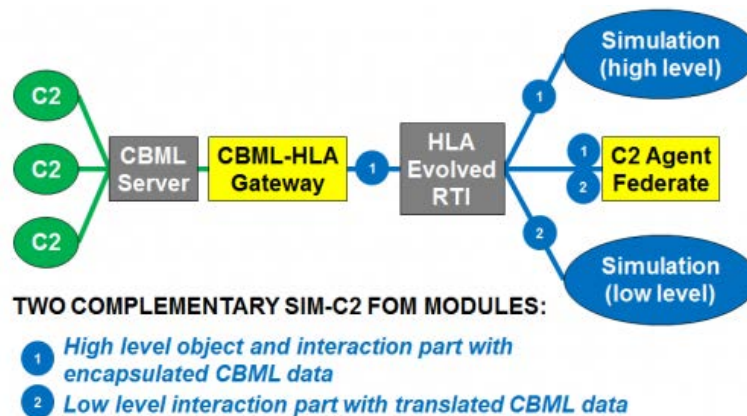 C2
C2
C2
CBML
Server
CBML-HLA
Gateway
1
HLA
Evolved
RTI
1
Simulation
(high level)
1
2
C2 Agent
Federate
2
Simulation
(low level)
TWO COMPLEMENTARY SIM-C2 FOM MODULES:
1 High level object and interaction part with
encapsulated CBML data
2 Low level interaction part with translated CBML data